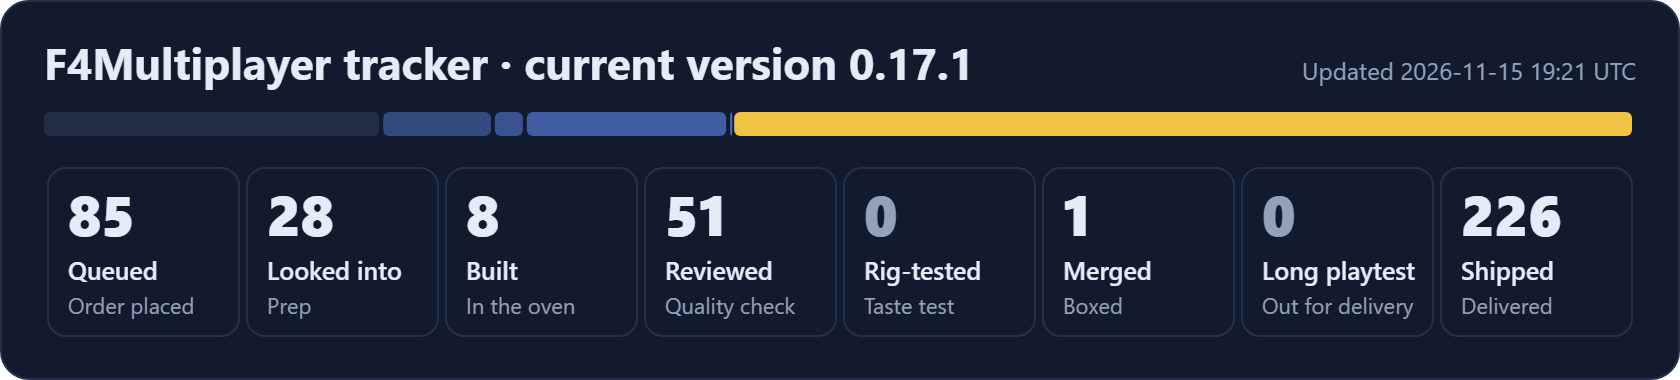 F4Multiplayer tracker · current version 0.17.1
Updated 2026-11-15 19:21 UTC
85
Queued
Order placed
28
Looked into
Prep
8
Built
In the oven
51
Reviewed
Quality check
0
Rig-tested
Taste test
1
Merged
Boxed
0
Long playtest
Out for delivery
226
Shipped
Delivered